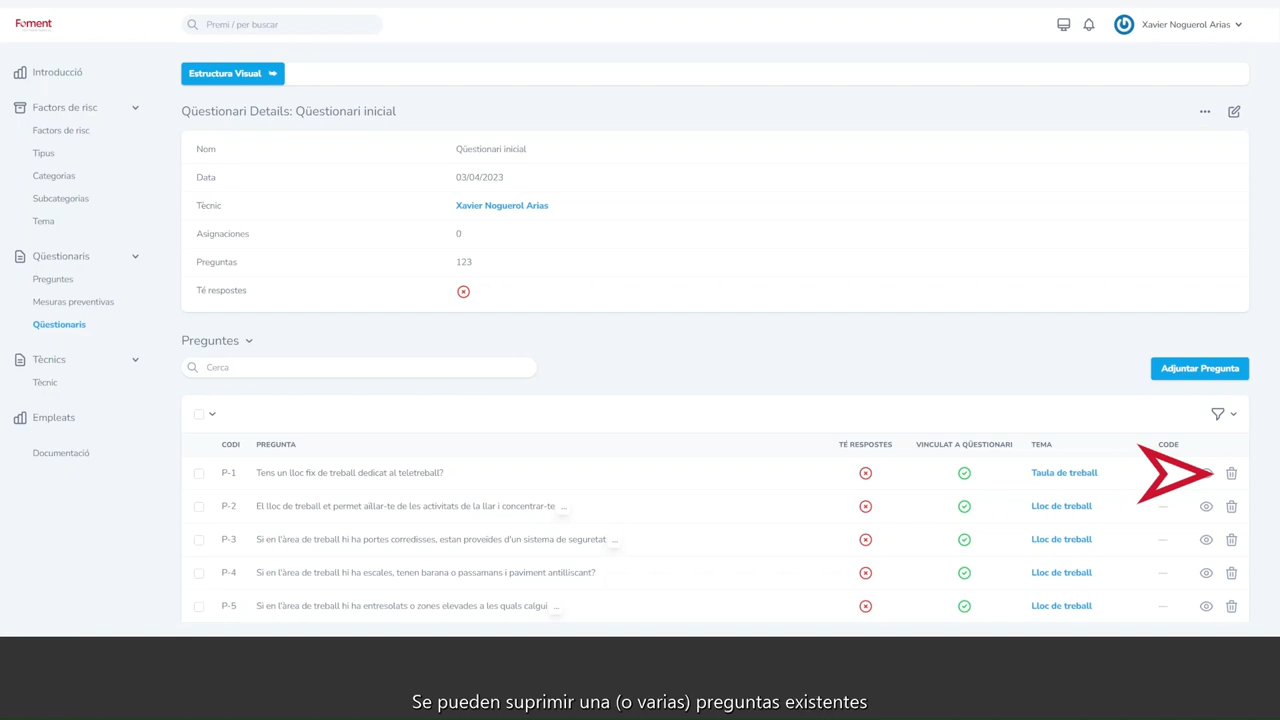 Foment
Premi / per buscar
Xavier Noguerol Arias
Introducció
Factors de risc
Factors de risc
Tipus
Categorias
Subcategorias
Tema
Qüestionaris
Preguntes
Mesuras preventivas
Qüestionaris
Tècnics
Tècnic
Empleats
Documentació
Estructura Visual
Qüestionari Details: Qüestionari inicial
Nom Qüestionari inicial
Data 03/04/2023
Tècnic Xavier Noguerol Arias
Asignaciones 0
Preguntas 123
Té respostes
Preguntes
Cerca
Adjuntar Pregunta
CODI PREGUNTA TÉ RESPOSTES VINCULAT A QÜESTIONARI TEMA CODE
P-1 Tens un lloc fix de treball dedicat al teletreball? Taula de treball
P-2 El lloc de treball et permet aïllar-te de les activitats de la llar i concentrar-te ... Lloc de treball —
P-3 Si en l'àrea de treball hi ha portes corredisses, estan proveïdes d'un sistema de seguretat ... Lloc de treball —
P-4 Si en l'àrea de treball hi ha escales, tenen barana o passamans i paviment antilliscant? Lloc de treball —
P-5 Si en l'àrea de treball hi ha entresolats o zones elevades a les quals calgui ... Lloc de treball —
Se pueden suprimir una (o varias) preguntas existentes